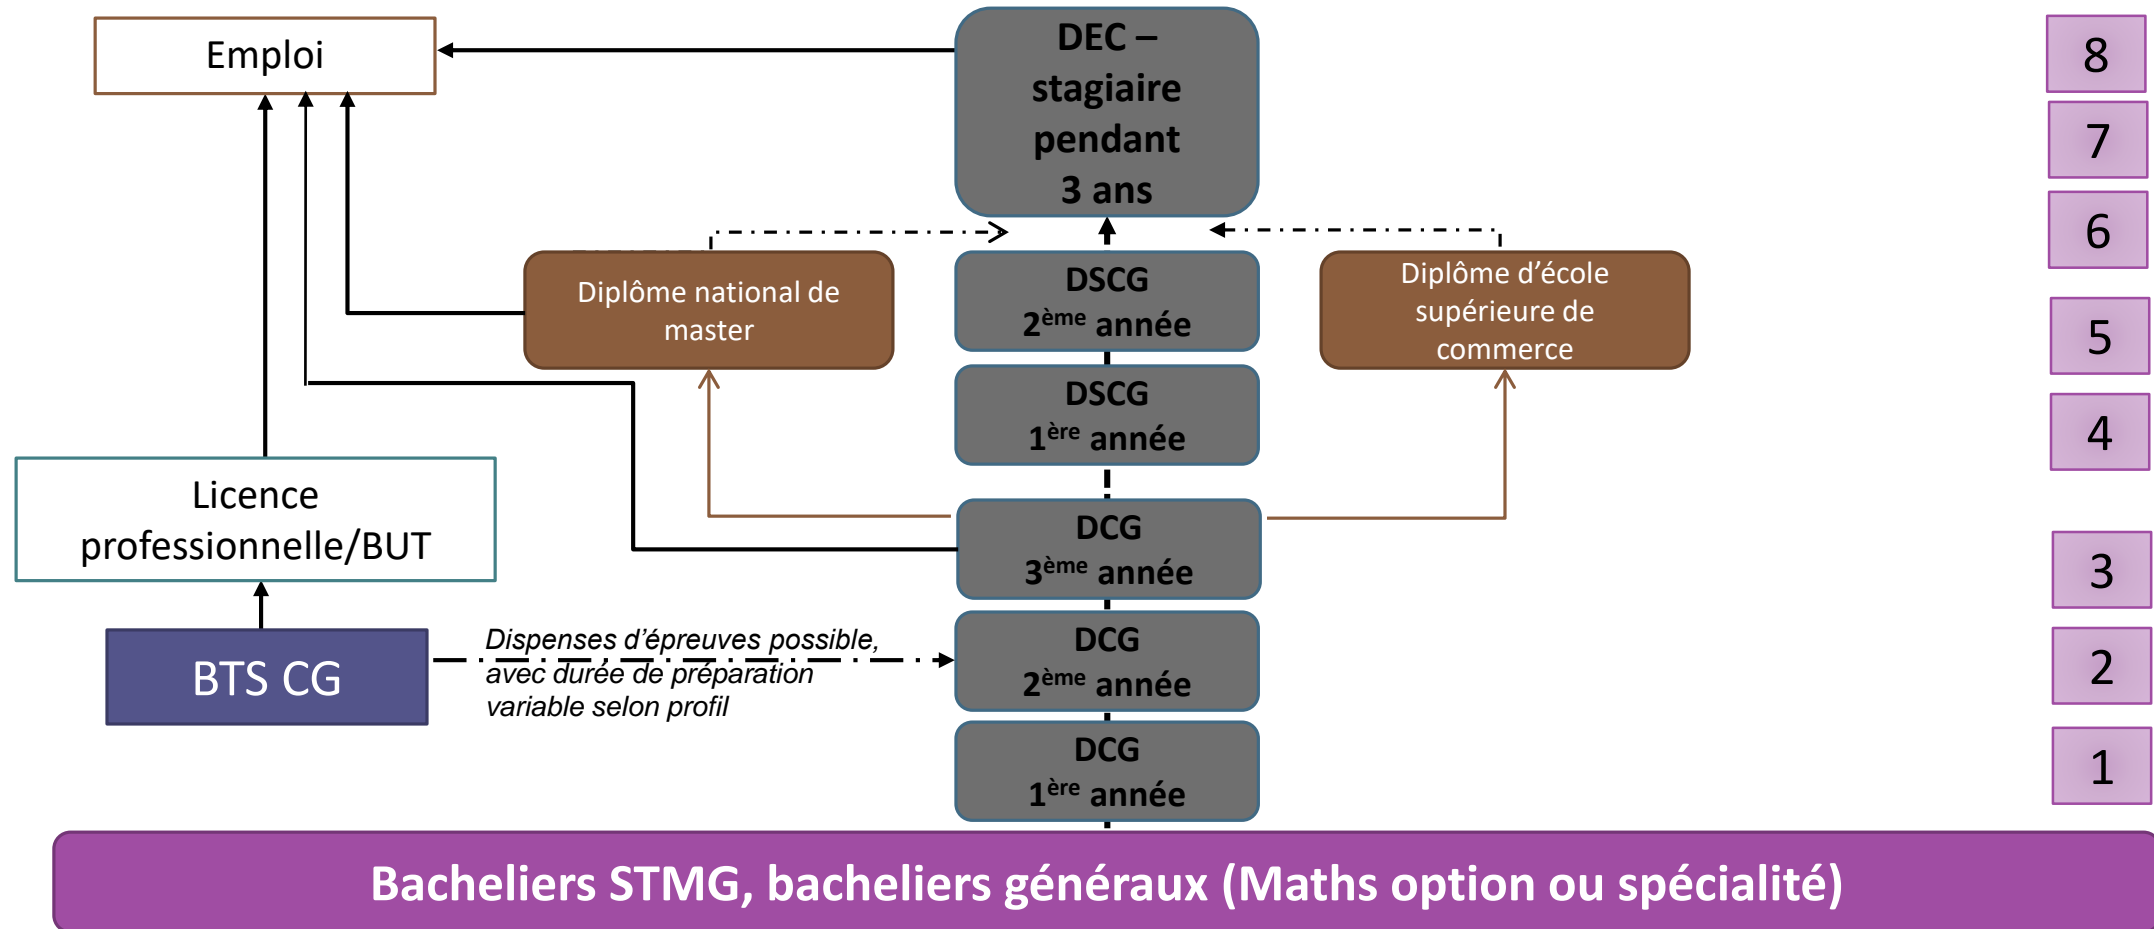 Emploi
DEC –
stagiaire
pendant
3 ans
8
7
6
Diplôme national de
master
DSCG
2ème année
Diplôme d'école
supérieure de
commerce
5
DSCG
1ère année
4
Licence
professionnelle/BUT
DCG
3ème année
3
BTS CG
Dispenses d'épreuves possible,
avec durée de préparation
variable selon profil
DCG
2ème année
2
DCG
1ère année
1
Bacheliers STMG, bacheliers généraux (Maths option ou spécialité)